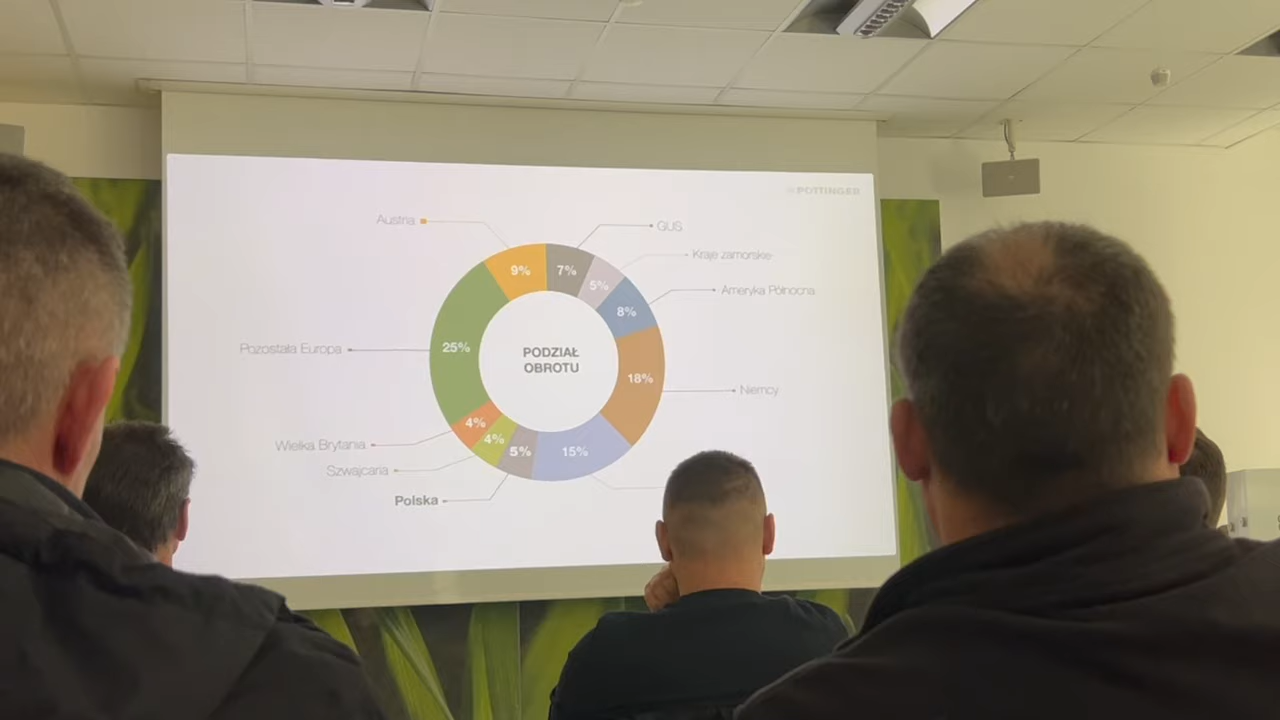 PÖTTINGER
Austria
GUS
Kraje zamorskie
Ameryka Północna
9%
7%
5%
8%
Pozostała Europa
25%
PODZIAŁ
OBROTU
18%
Niemcy
4%
4%
5%
15%
Wielka Brytania
Szwajcaria
Polska